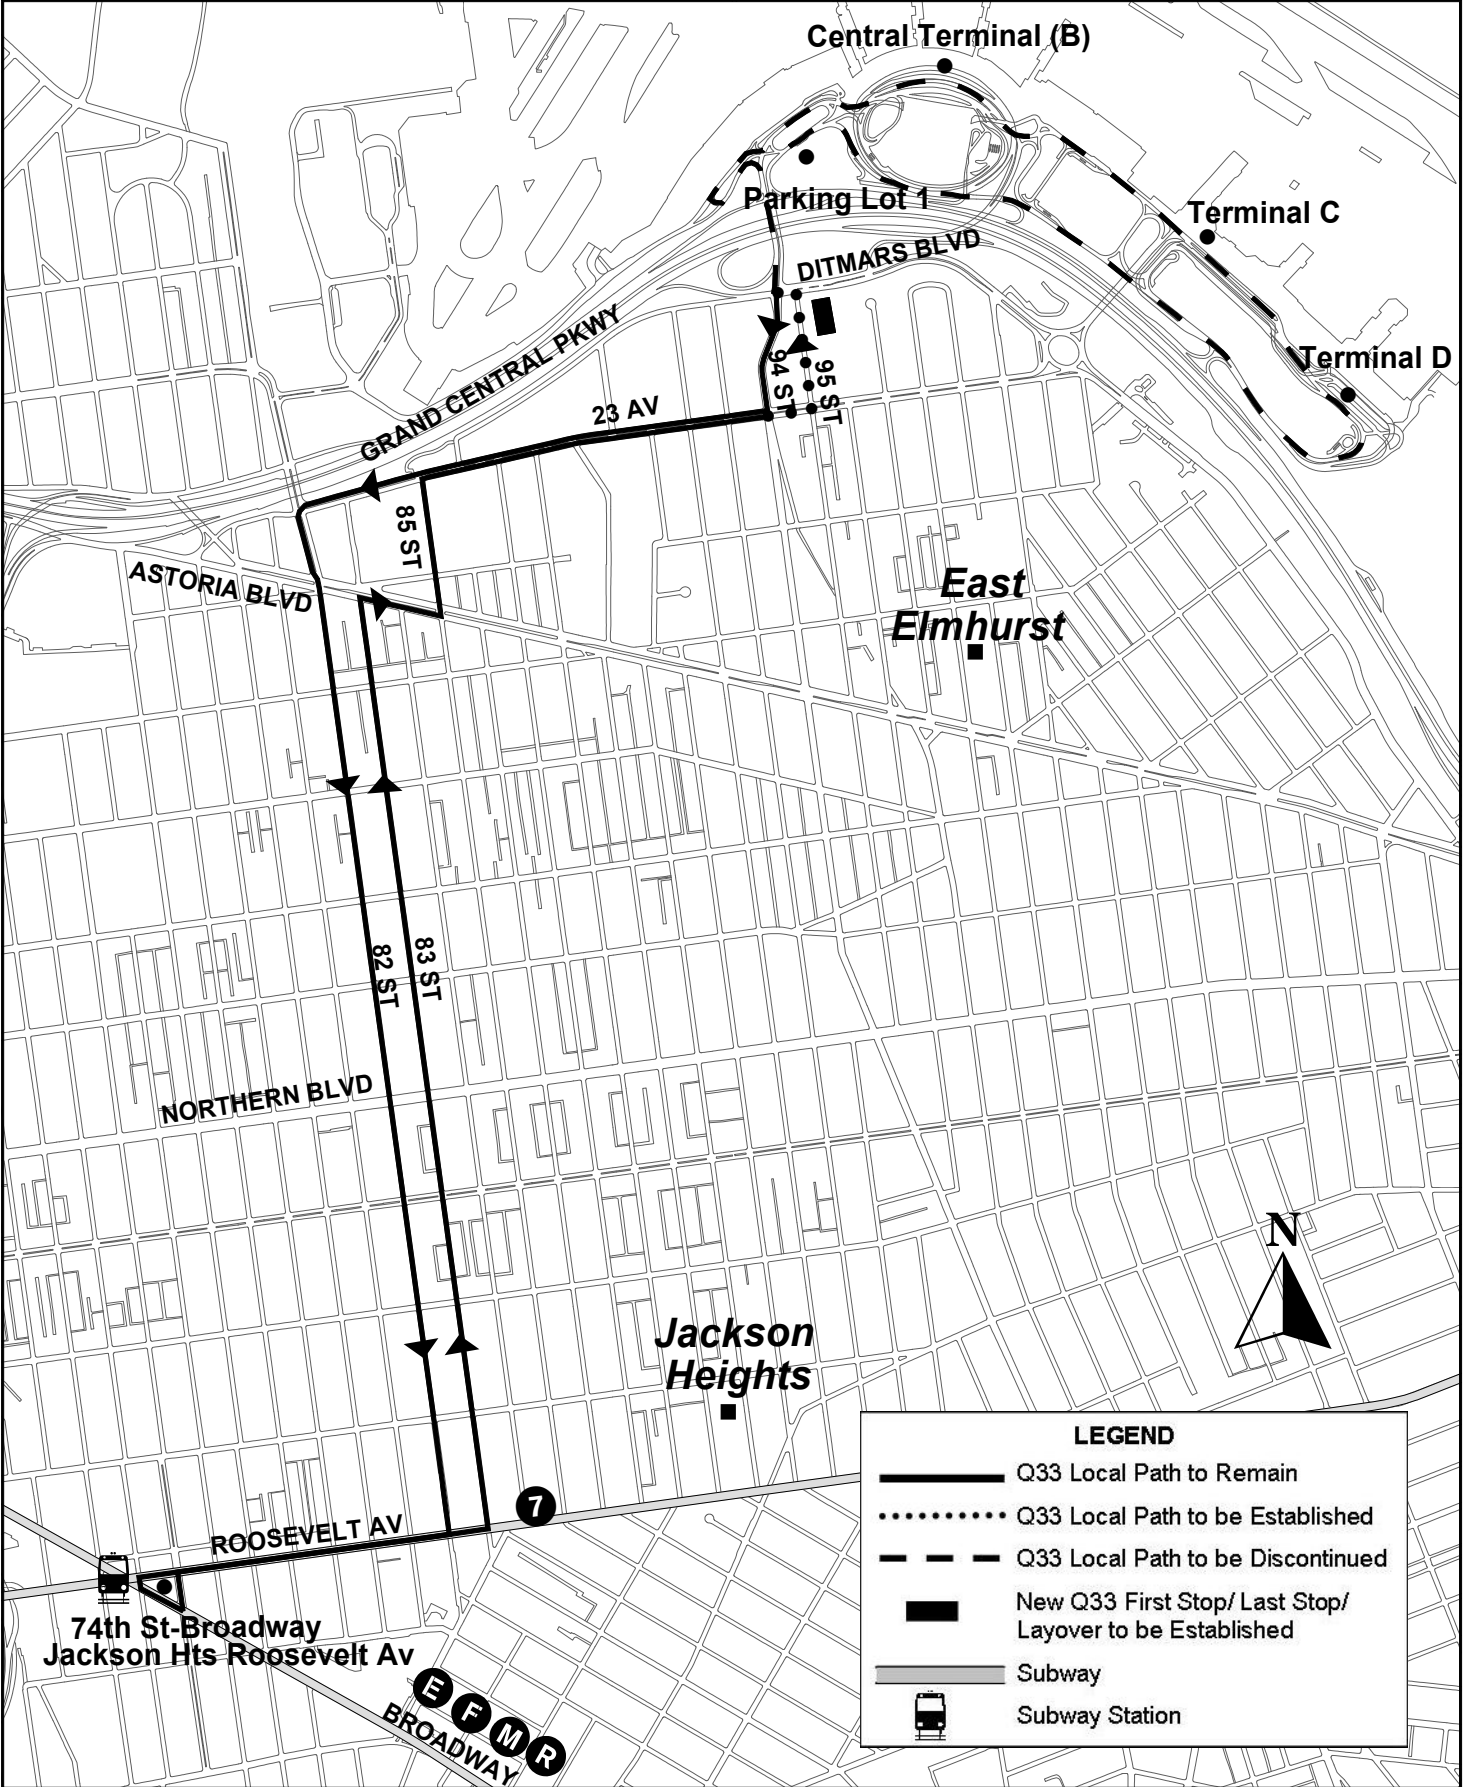 Central Terminal (B)
Parking Lot 1
Terminal C
DITMARS BLVD
GRAND CENTRAL PKWY
Terminal D
94 ST
95 ST
23 AV
85 ST
ASTORIA BLVD
East
Elmhurst
82 ST
83 ST
NORTHERN BLVD
N
Jackson
Heights
7
ROOSEVELT AV
74th St-Broadway
Jackson Hts Roosevelt Av
E F M R
BROADWAY
LEGEND
Q33 Local Path to Remain
Q33 Local Path to be Established
Q33 Local Path to be Discontinued
New Q33 First Stop/ Last Stop/
Layover to be Established
Subway
Subway Station